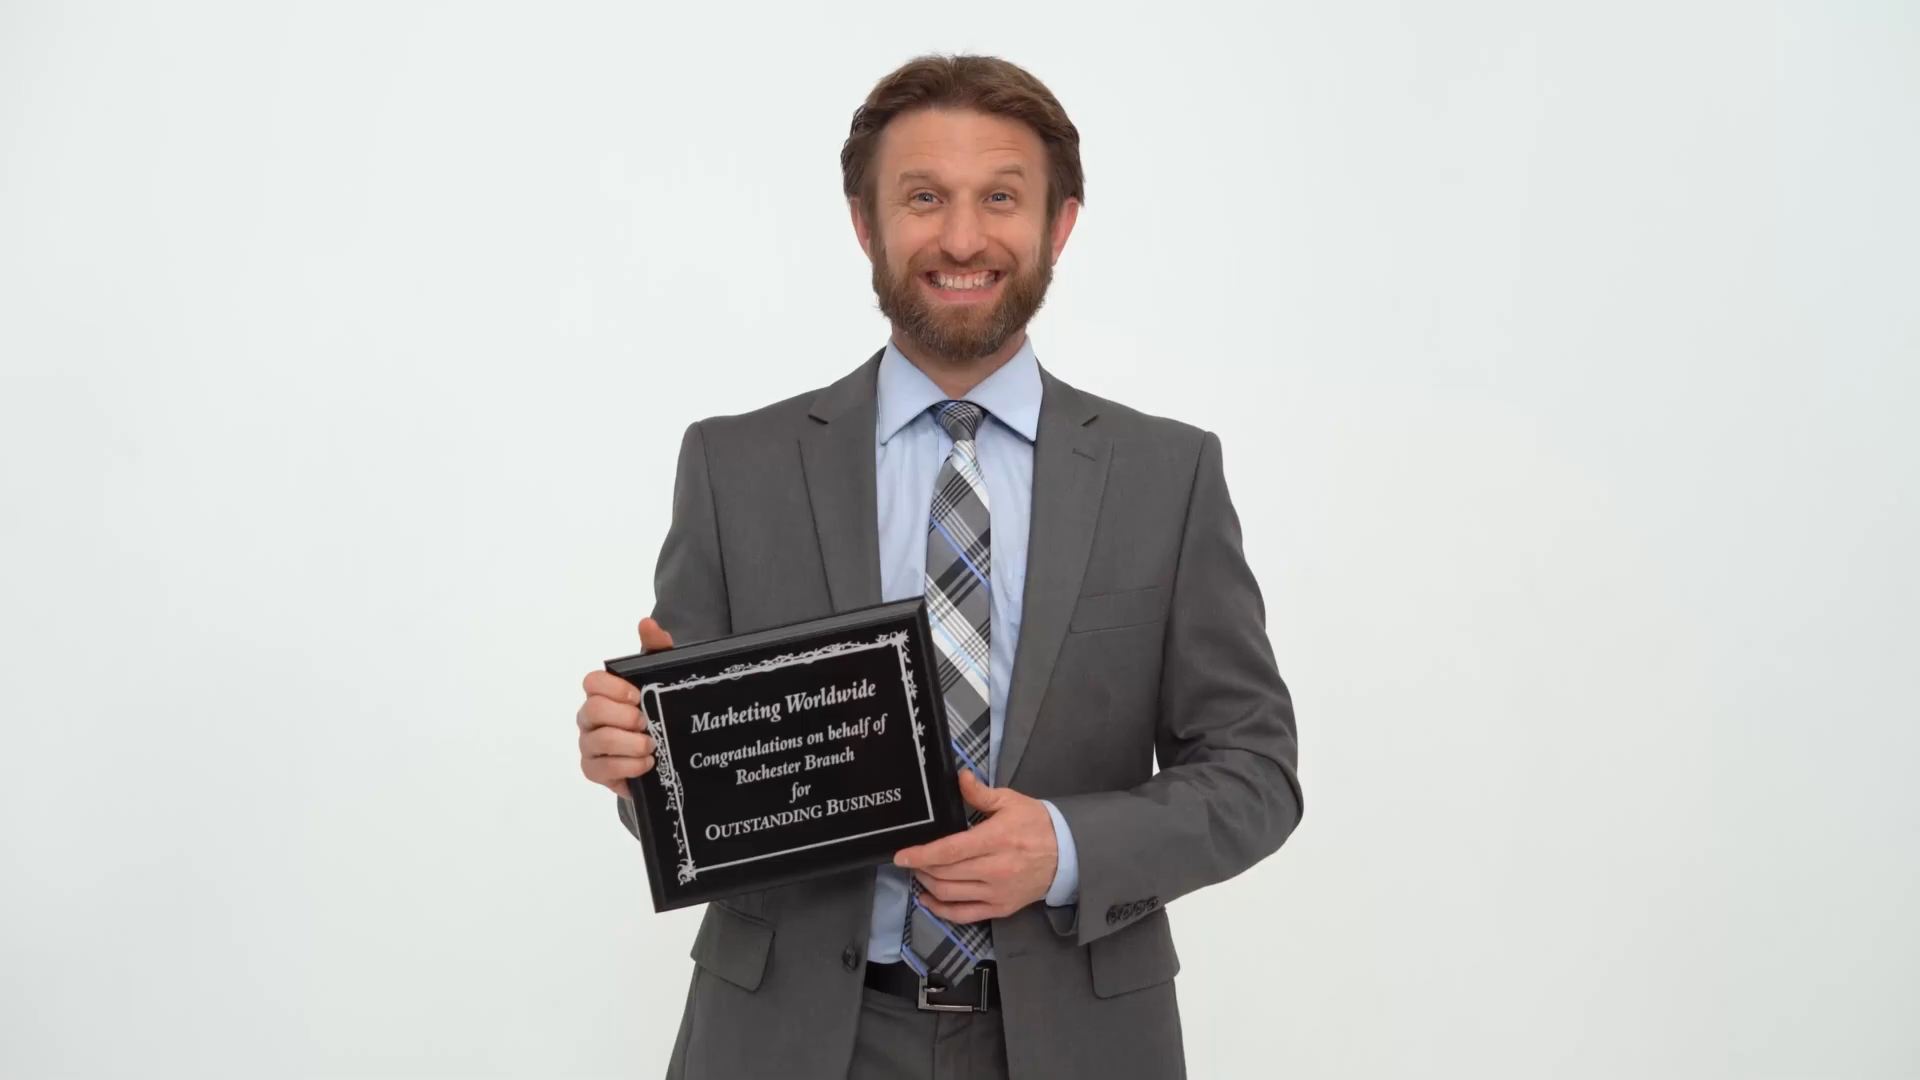 Marketing Worldwide
Congratulations on behalf of
Rochester Branch
for
OUTSTANDING BUSINESS